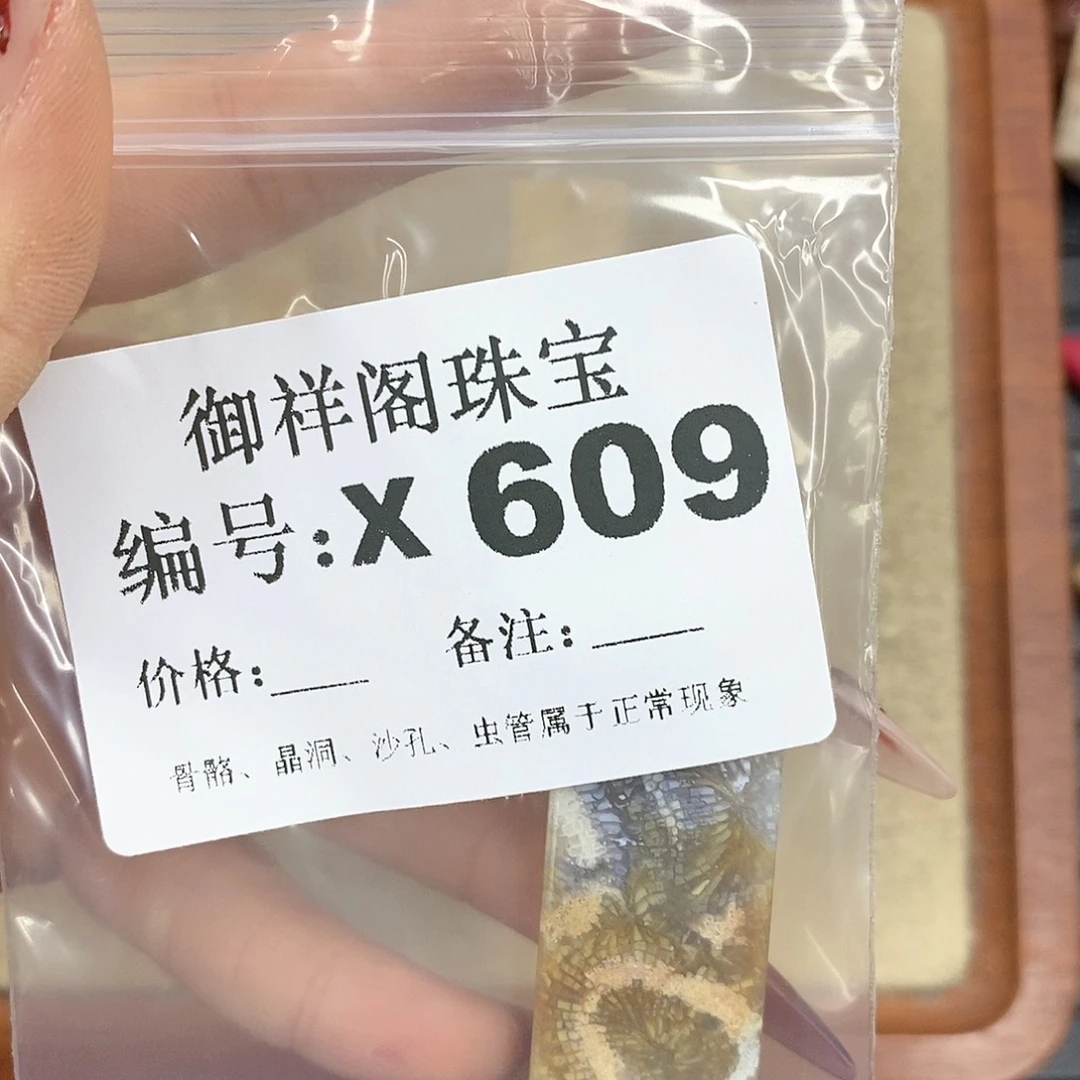 御祥阁珠宝
编号:X 609
价格:___ 备注:____
骨骼、晶洞、沙孔、虫管属于正常现象